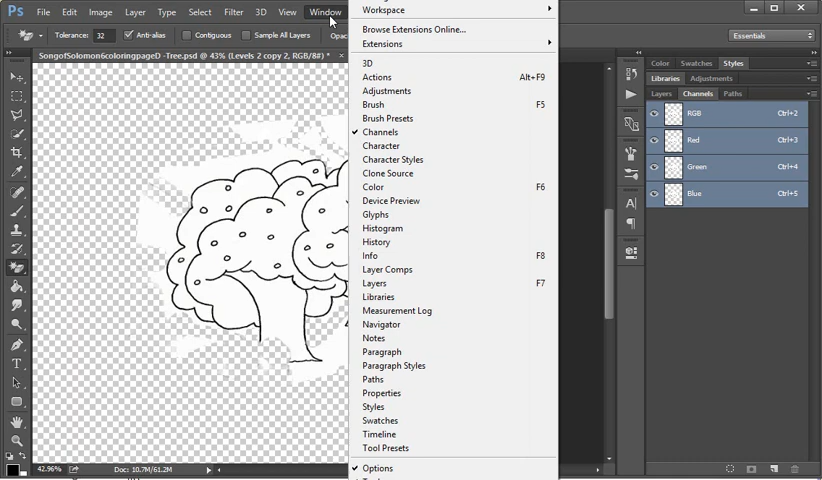 Ps File Edit Image Layer Type Select Filter 3D View Window
Tolerance: 32 Anti-alias Contiguous Sample All Layers Opac
Essentials
SongofSolomon6coloringpageD -Tree.psd @ 43% (Levels 2 copy 2, RGB/8#) *
Workspace
Browse Extensions Online...
Extensions
3D
Actions Alt+F9
Adjustments
Brush F5
Brush Presets
Channels
Character
Character Styles
Clone Source
Color F6
Device Preview
Glyphs
Histogram
History
Info F8
Layer Comps
Layers F7
Libraries
Measurement Log
Navigator
Notes
Paragraph
Paragraph Styles
Paths
Properties
Styles
Swatches
Timeline
Tool Presets
Options
Color Swatches Styles
Libraries Adjustments
Layers Channels Paths
RGB Ctrl+2
Red Ctrl+3
Green Ctrl+4
Blue Ctrl+5
42.96% Doc: 10.7M/61.2M